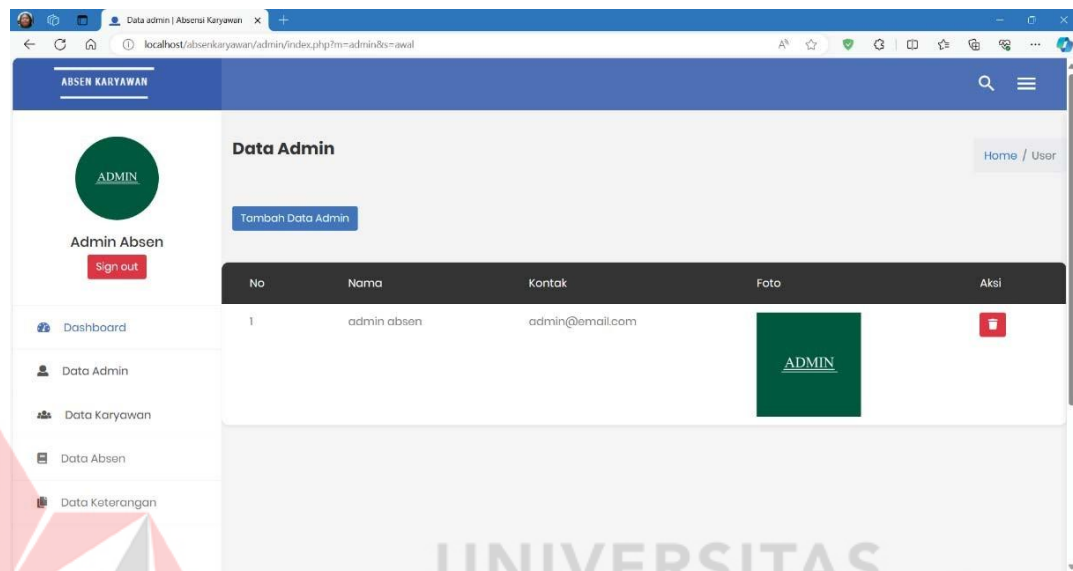 Data admin | Absensi Karyawan
localhost/absenkaryawan/admin/index.php?m=admin&s=awal
ABSEN KARYAWAN
ADMIN
Admin Absen
Sign out
Dashboard
Data Admin
Data Karyawan
Data Absen
Data Keterangan
Data Admin
Home / User
Tambah Data Admin
No Nama Kontak Foto Aksi
1 admin absen admin@email.com
ADMIN
UNIVERSITAS